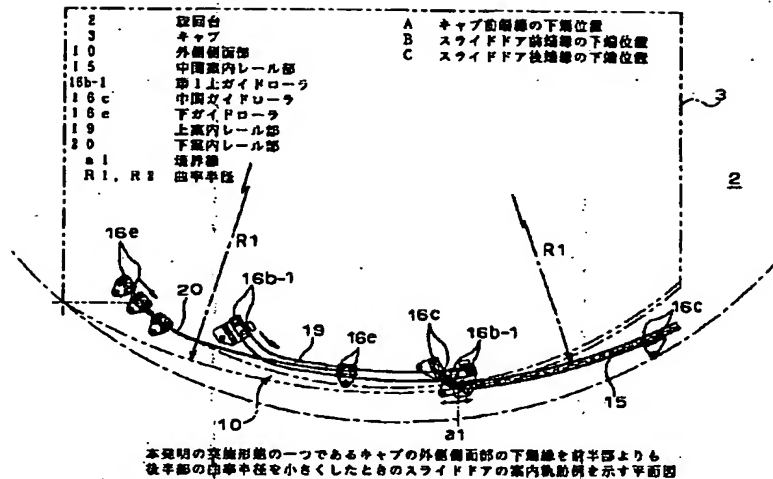 2 旋回台
3 キャブ
10 外側側面部
15 中間案内レール部
16b-1 第1上ガイドローラ
16c 中間ガイドローラ
16e 下ガイドローラ
19 上案内レール部
20 下案内レール部
a1 境界線
R1, R2 曲率半径
A キャブ前端線の下端位置
B スライドドア前端線の下端位置
C スライドドア後端線の下端位置
3
2
16e
R1
R1
20
16b-1
19
16e
16c
16b-1
16c
10
15
a1
本発明の実施形態の一つであるキャブの外側側面部の下端線を前半部よりも
後半部の曲率半径を小さくしたときのスライドドアの案内軌跡例を示す平面図